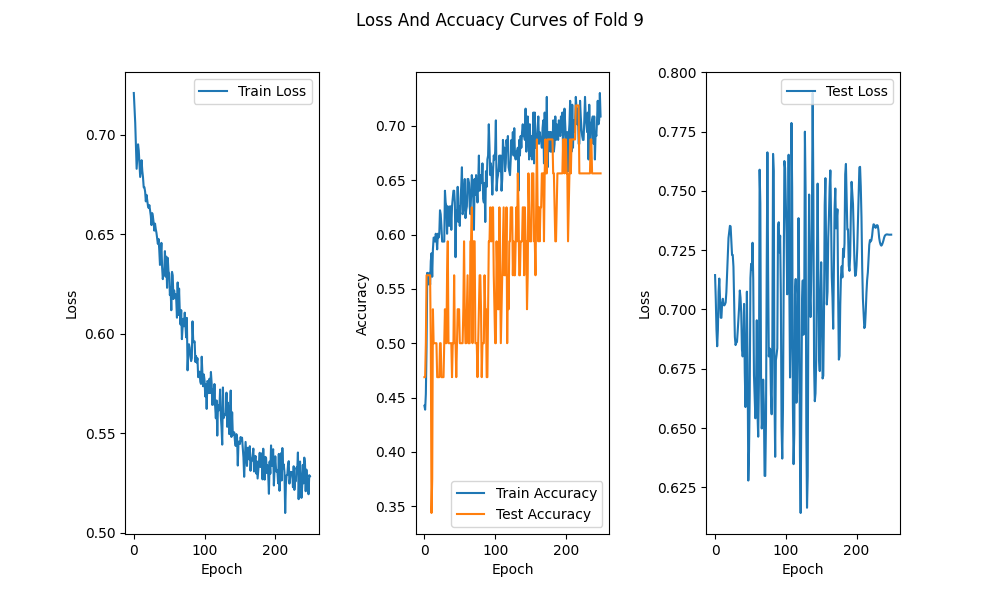 Loss And Accuacy Curves of Fold 9
Train Loss
0.70
0.65
0.60
0.55
0.50
Loss
0 100 200
Epoch
0.70
0.65
0.60
0.55
0.50
0.45
0.40
0.35
Accuracy
Train Accuracy
Test Accuracy
0 100 200
Epoch
Test Loss
0.800
0.775
0.750
0.725
0.700
0.675
0.650
0.625
Loss
0 100 200
Epoch